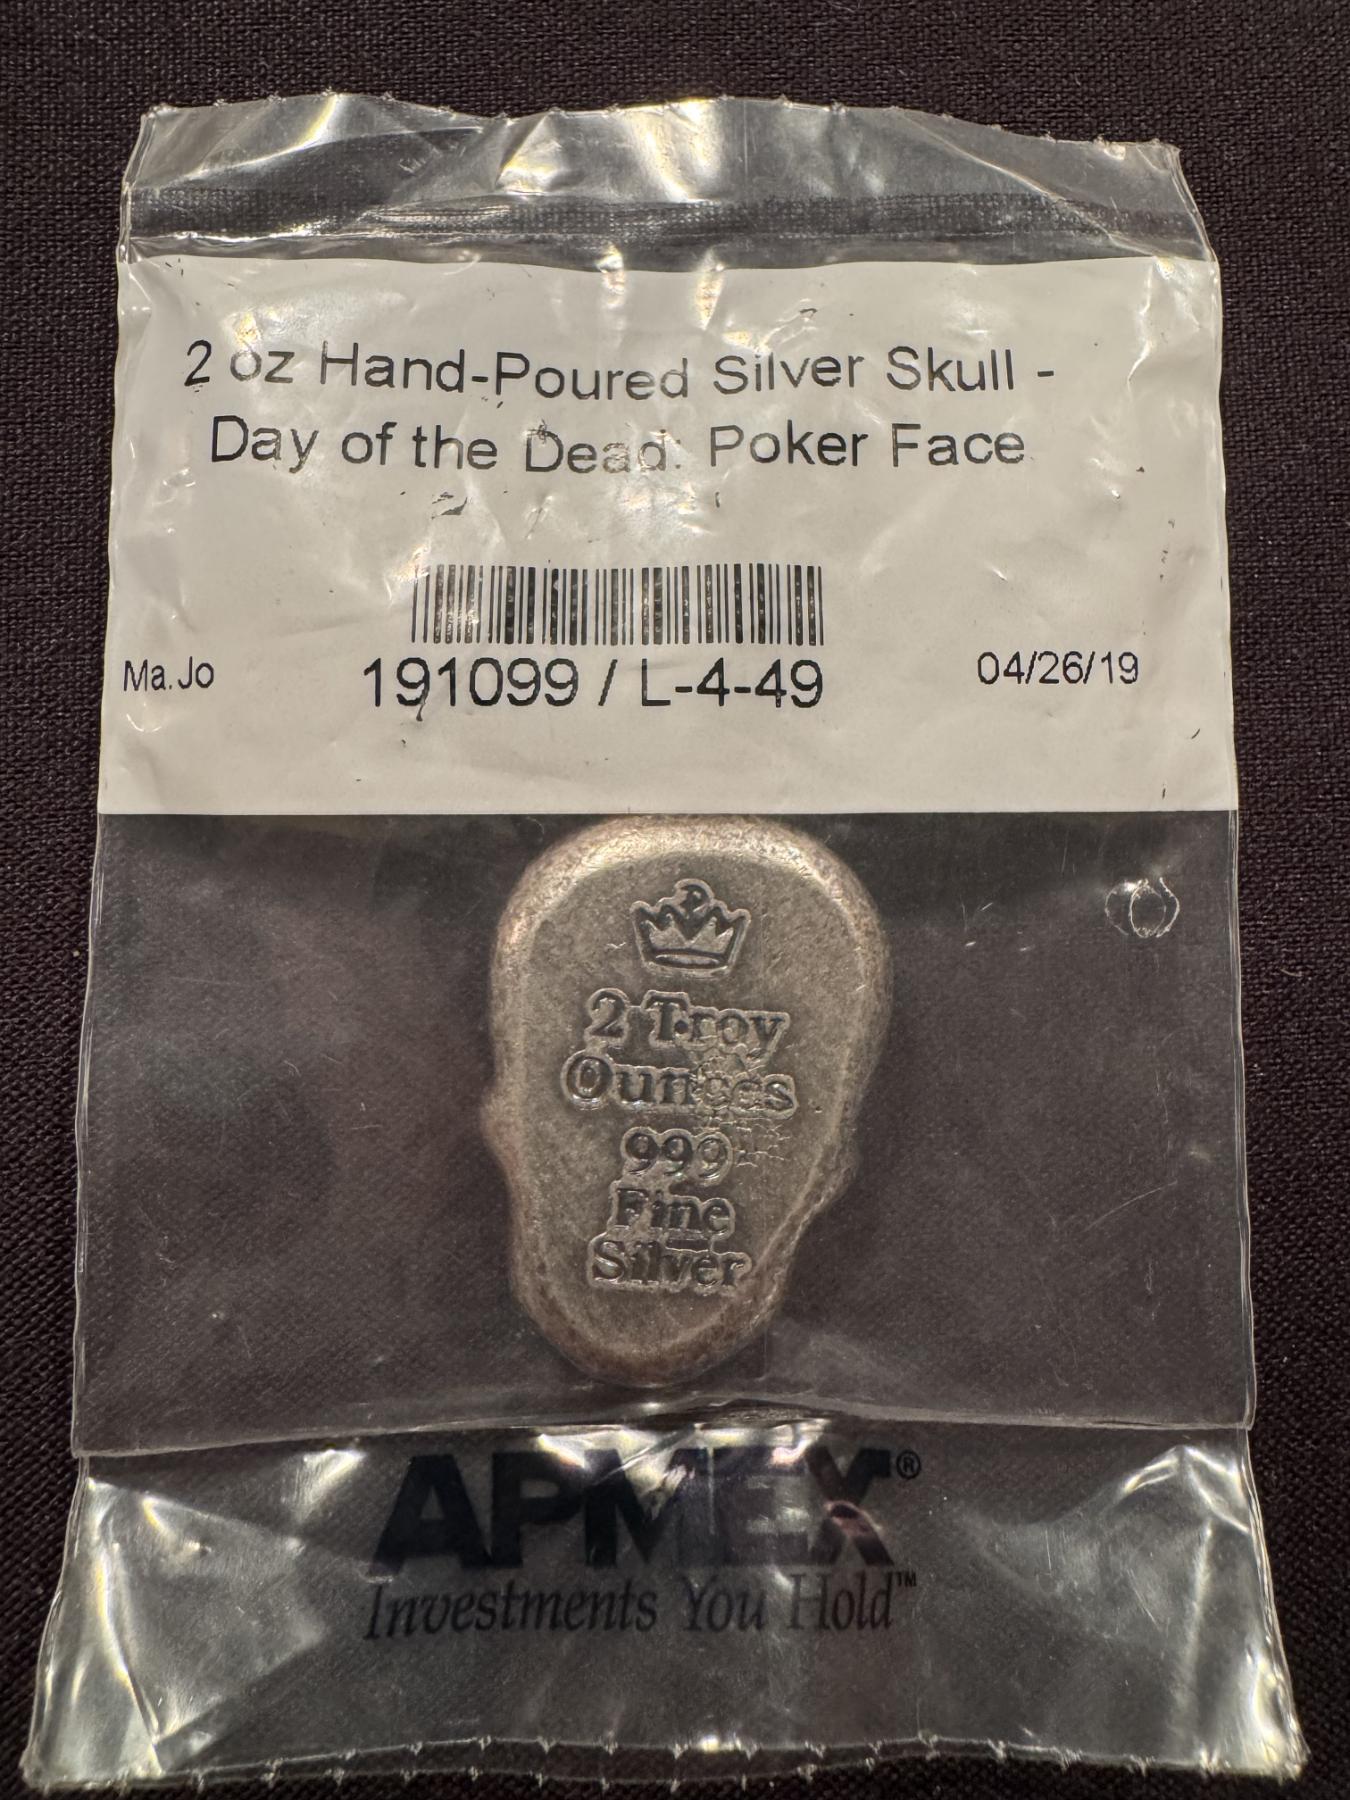 2 oz Hand-Poured Silver Skull -
Day of the Dead: Poker Face
Ma.Jo
191099 / L-4-49
04/26/19
P
2 Troy
Ounces
999
Fine
Silver
APMEX®
Investments You Hold™